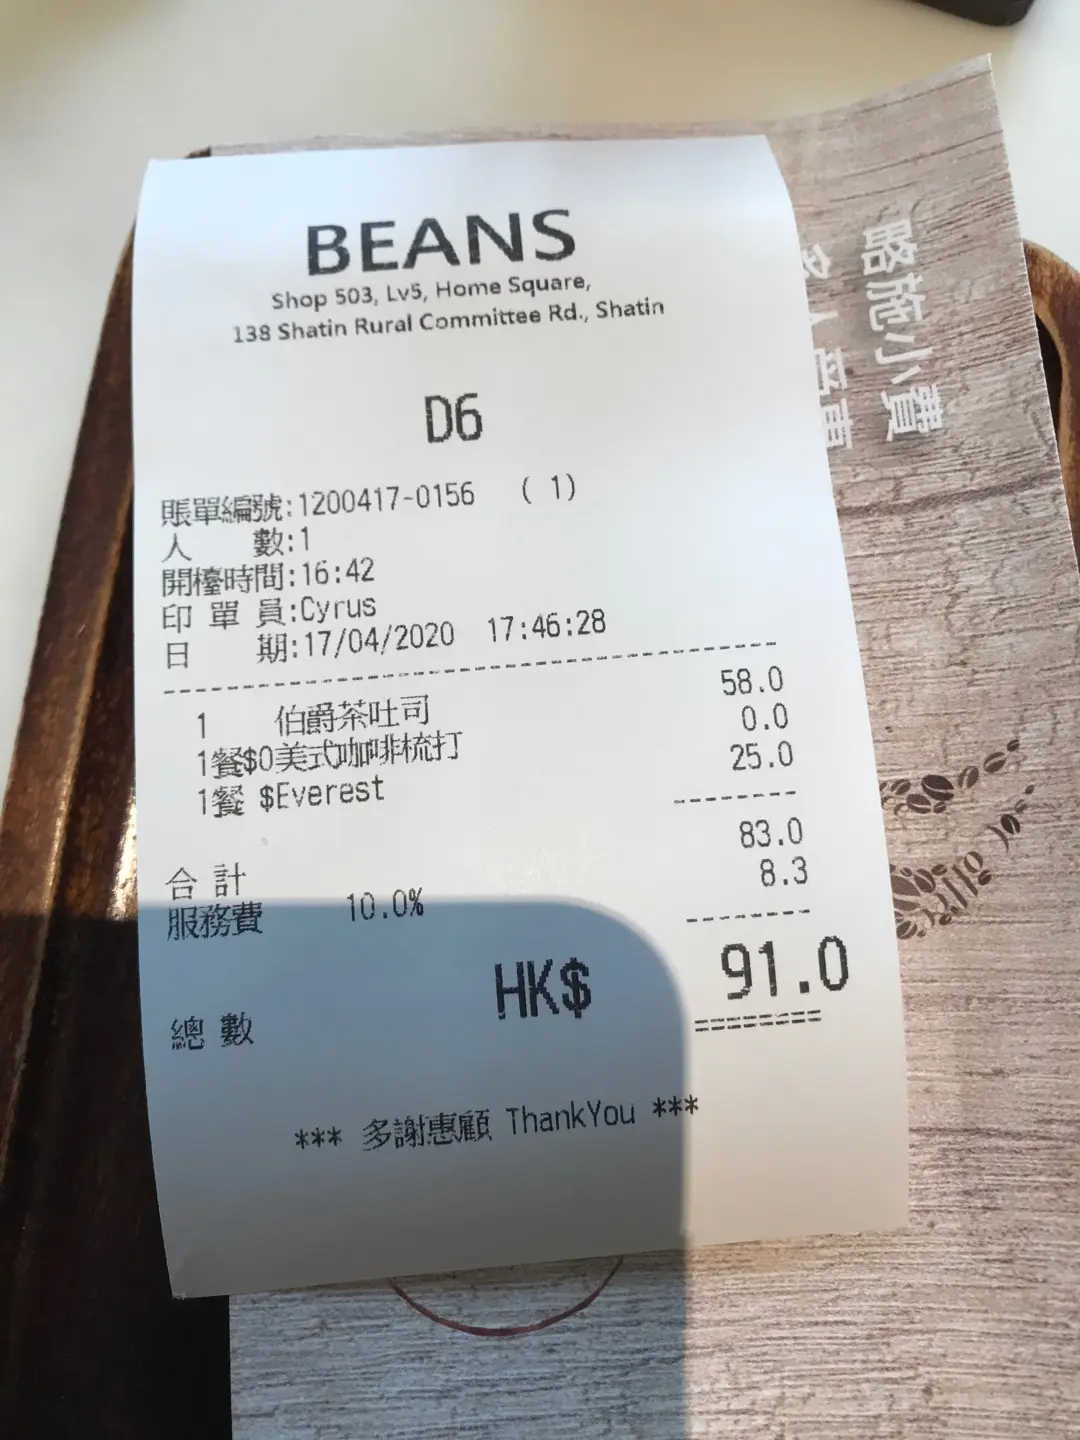 BEANS
Shop 503, Lv5, Home Square,
138 Shatin Rural Committee Rd., Shatin
D6
賬單編號:1200417-0156 ( 1)
人 數:1
開檯時間:16:42
印 單 員:Cyrus
日 期:17/04/2020 17:46:28
1 伯爵茶吐司 58.0
1餐$0美式咖啡梳打 0.0
1餐 $Everest 25.0
合 計 83.0
服務費 10.0% 8.3
總 數 HK$ 91.0
*** 多謝惠顧 ThankYou ***
略施小費